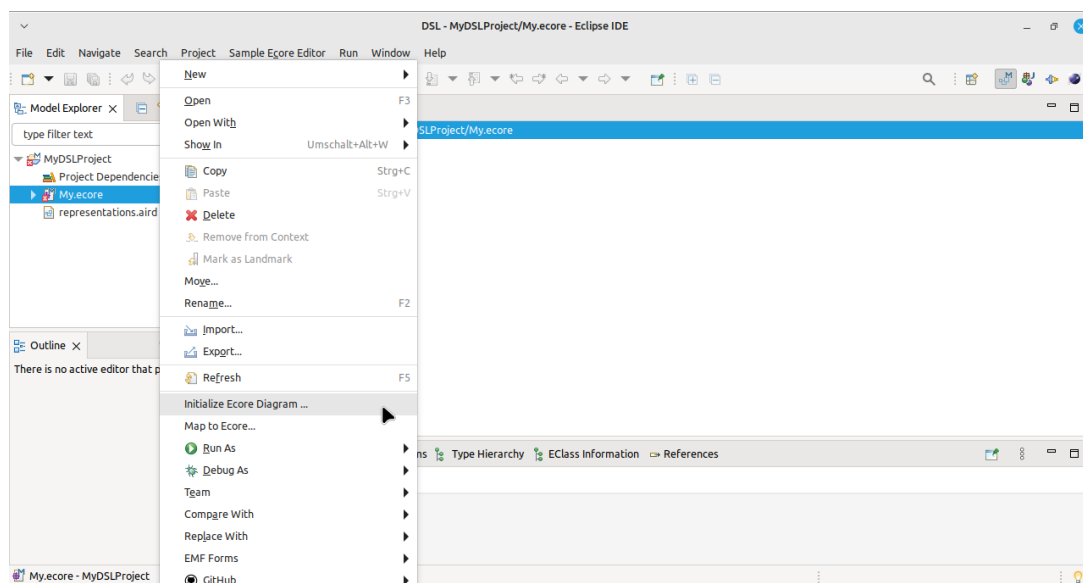 DSL - MyDSLProject/My.ecore - Eclipse IDE
File Edit Navigate Search Project Sample Ecore Editor Run Window Help
Model Explorer
type filter text
MyDSLProject
Project Dependencie
My.ecore
representations.aird
Outline
There is no active editor that p
New
Open F3
Open With
Show In Umschalt+Alt+W
Copy Strg+C
Paste Strg+V
Delete
Remove from Context
Mark as Landmark
Move...
Rename... F2
Import...
Export...
Refresh F5
Initialize Ecore Diagram ...
Map to Ecore...
Run As
Debug As
Team
Compare With
Replace With
EMF Forms
GitHub
SLProject/My.ecore
ns Type Hierarchy EClass Information References
My.ecore - MyDSLProject